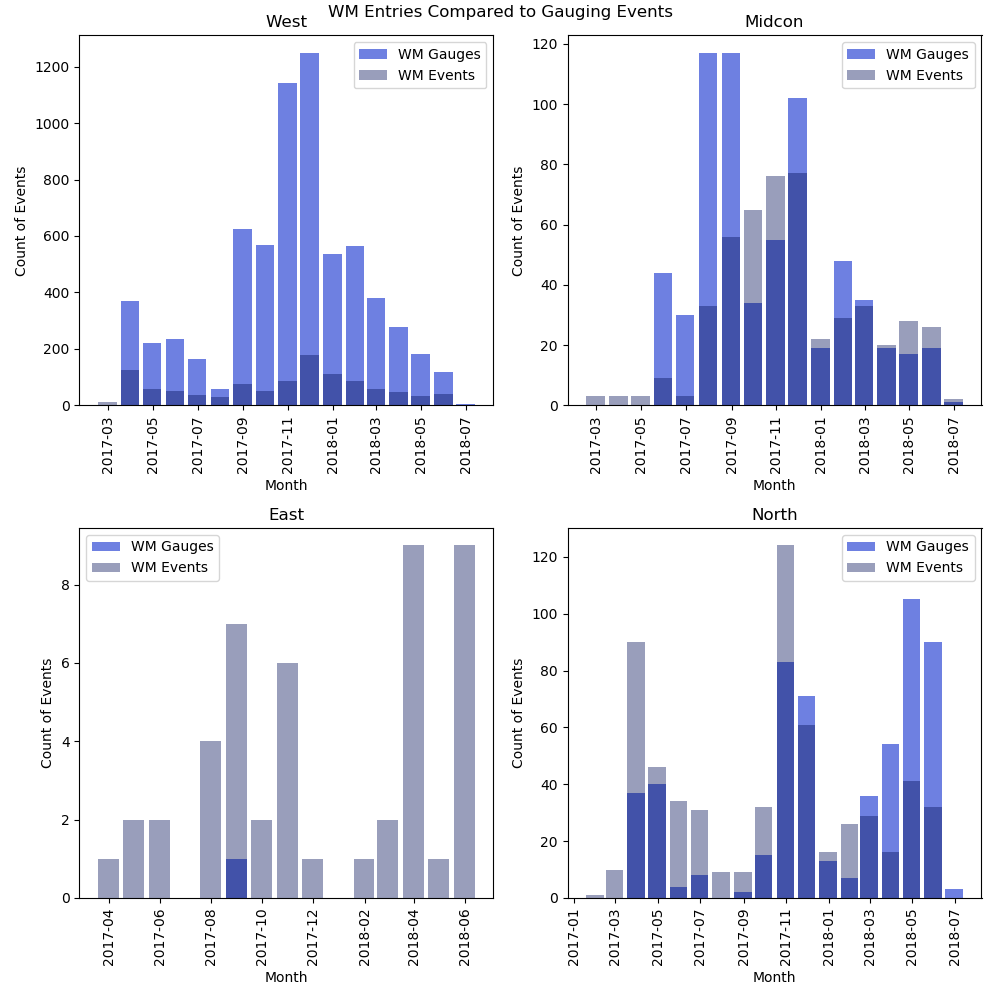 WM Entries Compared to Gauging Events
West
WM Gauges
WM Events
Count of Events
1200
1000
800
600
400
200
0
2017-03
2017-05
2017-07
2017-09
2017-11
2018-01
2018-03
2018-05
2018-07
Month
Midcon
WM Gauges
WM Events
Count of Events
120
100
80
60
40
20
0
2017-03
2017-05
2017-07
2017-09
2017-11
2018-01
2018-03
2018-05
2018-07
Month
East
WM Gauges
WM Events
Count of Events
8
6
4
2
0
2017-04
2017-06
2017-08
2017-10
2017-12
2018-02
2018-04
2018-06
Month
North
WM Gauges
WM Events
Count of Events
120
100
80
60
40
20
0
2017-01
2017-03
2017-05
2017-07
2017-09
2017-11
2018-01
2018-03
2018-05
2018-07
Month